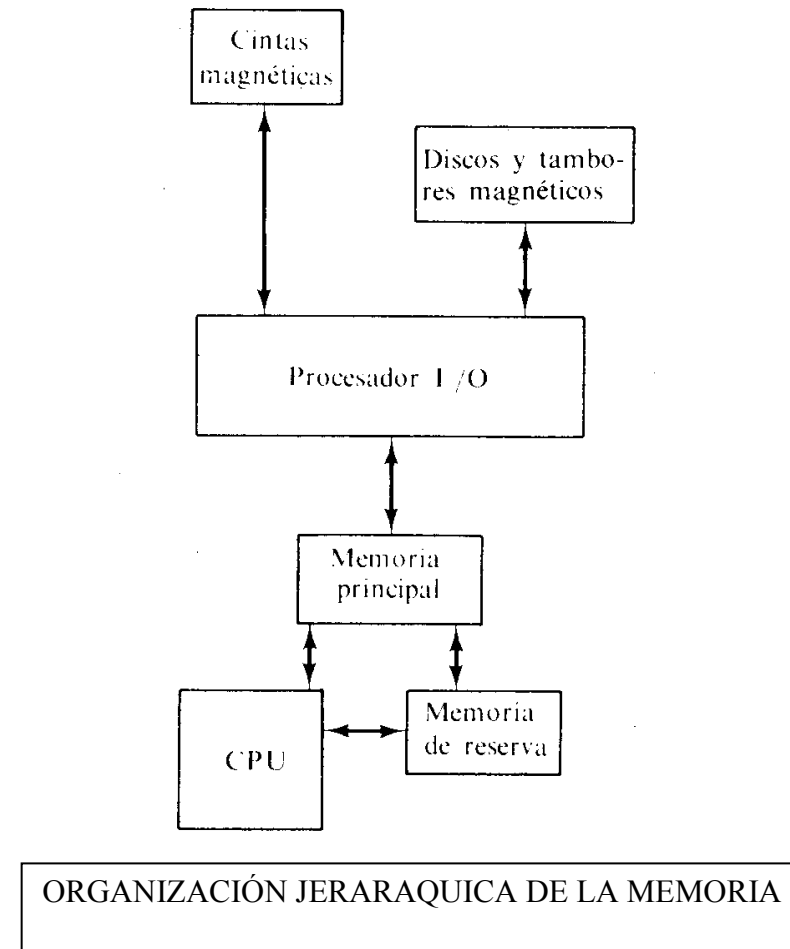 Cintas
magnéticas
Discos y tambo-
res magnéticos
Procesador I/O
Memoria
principal
CPU
Memoria
de reserva
ORGANIZACIÓN JERARAQUICA DE LA MEMORIA